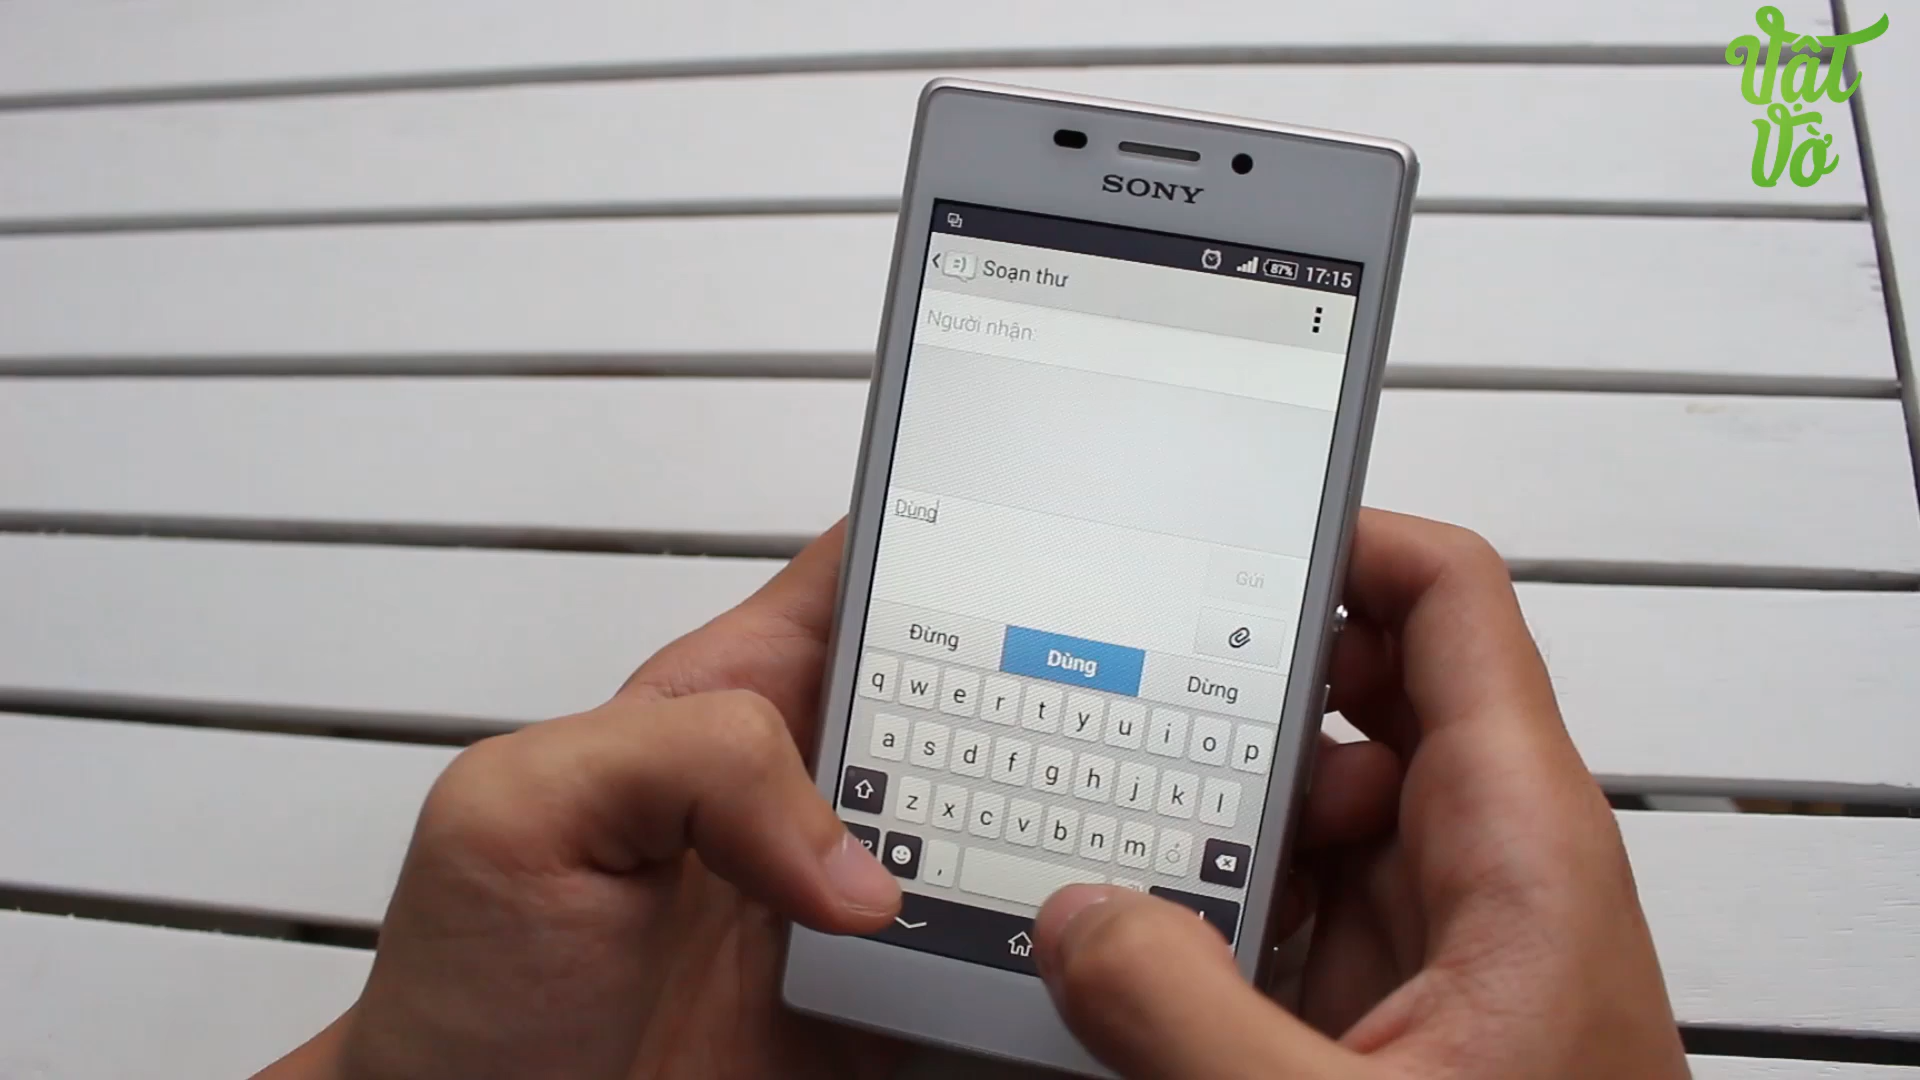 Vật
Vờ
SONY
87% 17:15
Soạn thư
Người nhận:
Dùng
Gửi
Đừng Dùng Dừng
q w e r t y u i o p
a s d f g h j k l
z x c v b n m
,